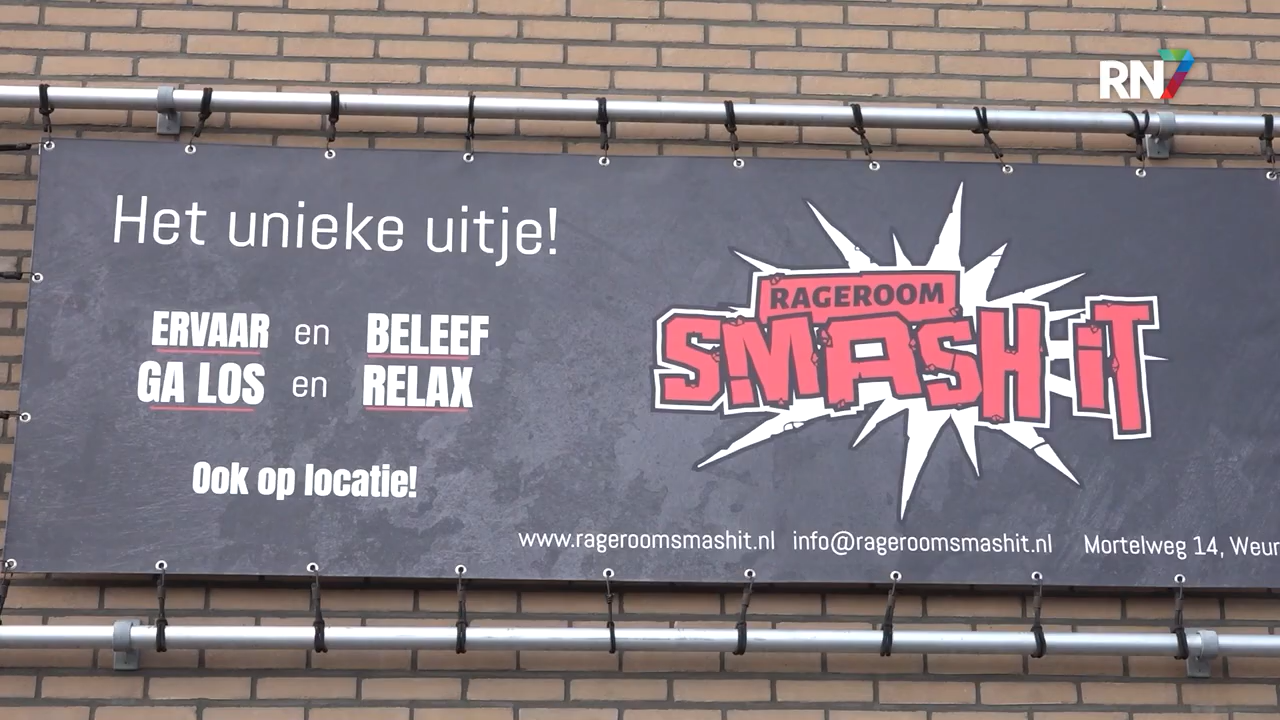 RN7
Het unieke uitje!
ERVAAR en BELEEF
GA LOS en RELAX
Ook op locatie!
RAGEROOM
SMASH iT
www.rageroomsmashit.nl info@rageroomsmashit.nl Mortelweg 14, Weur